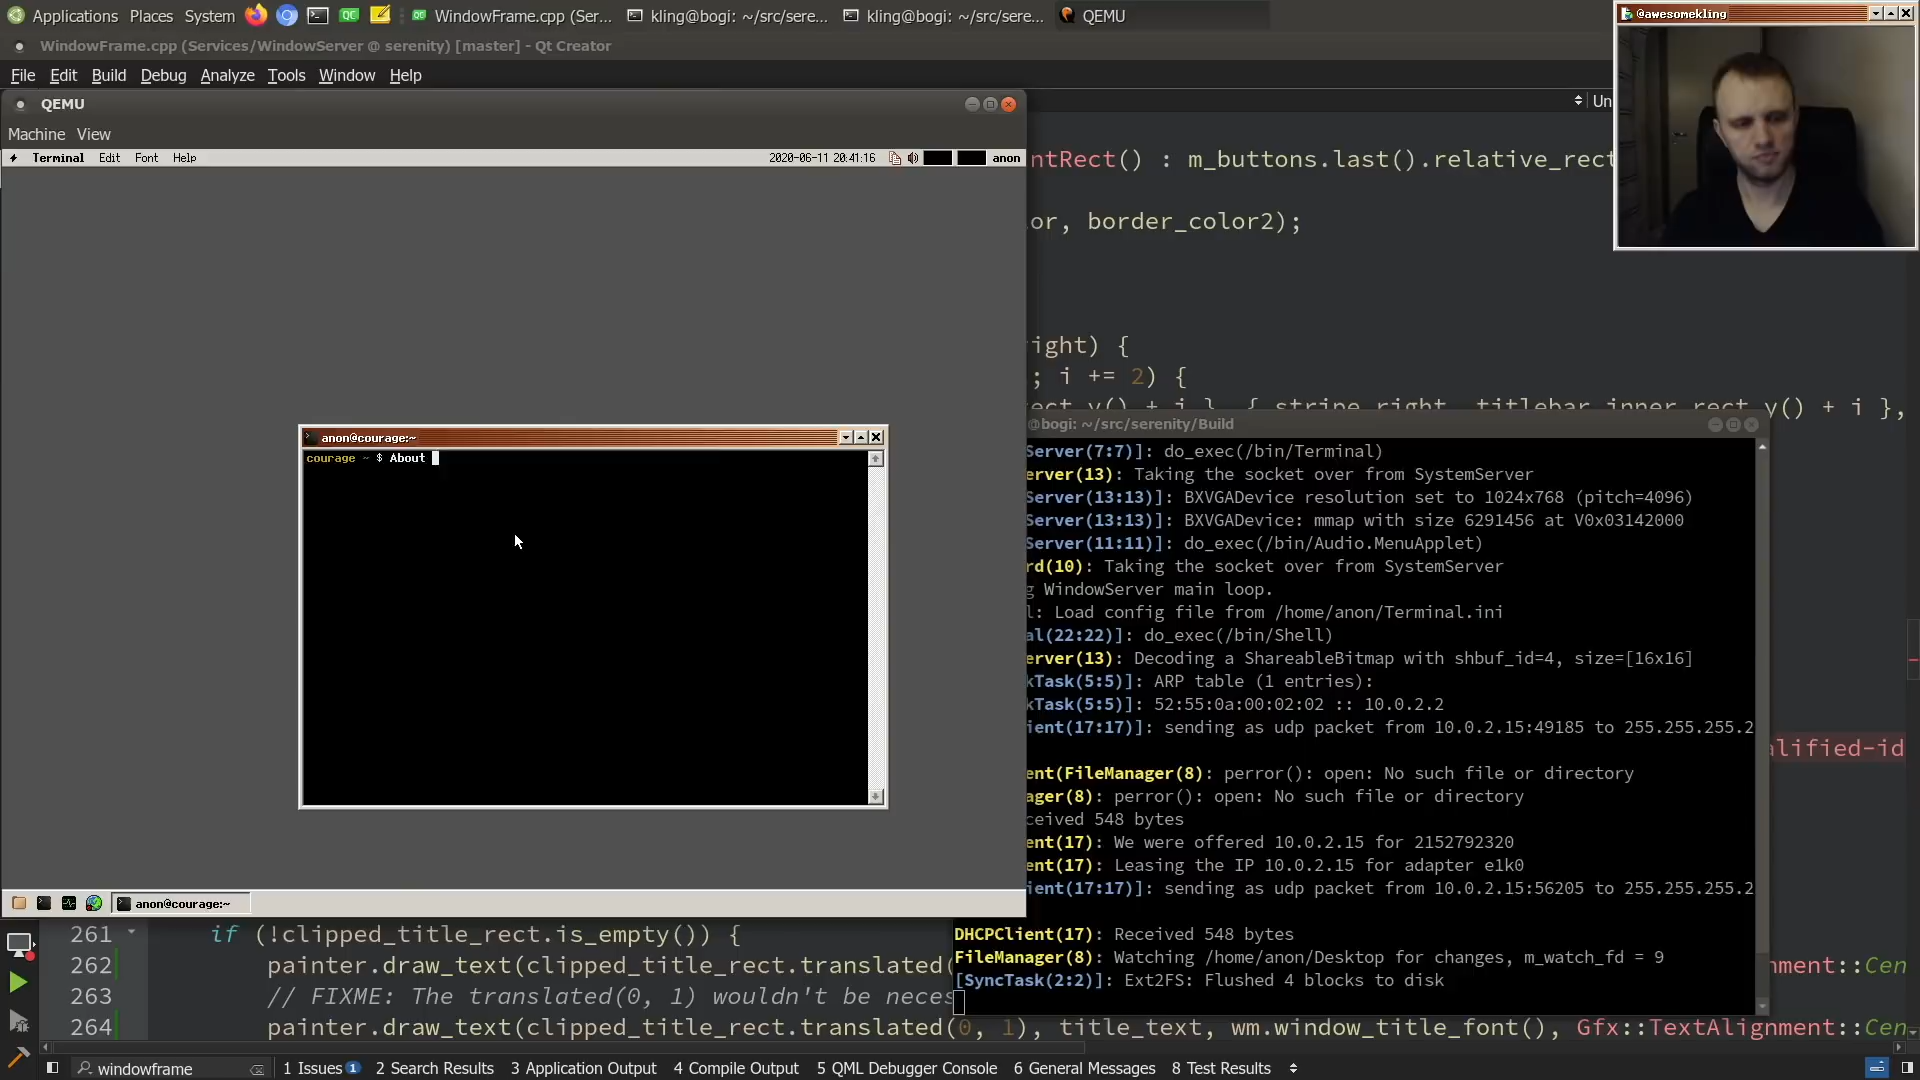 Applications Places System WindowFrame.cpp (Ser... kling@bogi: ~/src/sere... kling@bogi: ~/src/sere... QEMU
@awesomekling
WindowFrame.cpp (Services/WindowServer @ serenity) [master] - Qt Creator
File Edit Build Debug Analyze Tools Window Help
QEMU
Un
Machine View
Terminal Edit Font Help 2020-06-11 20:41:16 anon
ntRect() : m_buttons.last().relative_rect
or, border_color2);
ight) {
; i += 2) {
ect.y() + i }, { stripe_right, titlebar_inner_rect.y() + i },
@bogi: ~/src/serenity/Build
anon@courage:~
courage ~ $ About
Server(7:7)]: do_exec(/bin/Terminal)
erver(13): Taking the socket over from SystemServer
Server(13:13)]: BXVGADevice resolution set to 1024x768 (pitch=4096)
Server(13:13)]: BXVGADevice: mmap with size 6291456 at V0x03142000
Server(11:11)]: do_exec(/bin/Audio.MenuApplet)
rd(10): Taking the socket over from SystemServer
g WindowServer main loop.
l: Load config file from /home/anon/Terminal.ini
al(22:22)]: do_exec(/bin/Shell)
erver(13): Decoding a ShareableBitmap with shbuf_id=4, size=[16x16]
kTask(5:5)]: ARP table (1 entries):
kTask(5:5)]: 52:55:0a:00:02:02 :: 10.0.2.2
ient(17:17)]: sending as udp packet from 10.0.2.15:49185 to 255.255.255.2
alified-id
ent(FileManager(8): perror(): open: No such file or directory
ager(8): perror(): open: No such file or directory
ceived 548 bytes
ent(17): We were offered 10.0.2.15 for 2152792320
ent(17): Leasing the IP 10.0.2.15 for adapter e1k0
ient(17:17)]: sending as udp packet from 10.0.2.15:56205 to 255.255.255.2
anon@courage:~
DHCPClient(17): Received 548 bytes
FileManager(8): Watching /home/anon/Desktop for changes, m_watch_fd = 9
[SyncTask(2:2)]: Ext2FS: Flushed 4 blocks to disk
261 if (!clipped_title_rect.is_empty()) {
262 painter.draw_text(clipped_title_rect.translated( nment::Cen
263 // FIXME: The translated(0, 1) wouldn't be neces
264 painter.draw_text(clipped_title_rect.translated(0, 1), title_text, wm.window_title_font(), Gfx::TextAlignment::Cen
windowframe 1 Issues 1 2 Search Results 3 Application Output 4 Compile Output 5 QML Debugger Console 6 General Messages 8 Test Results